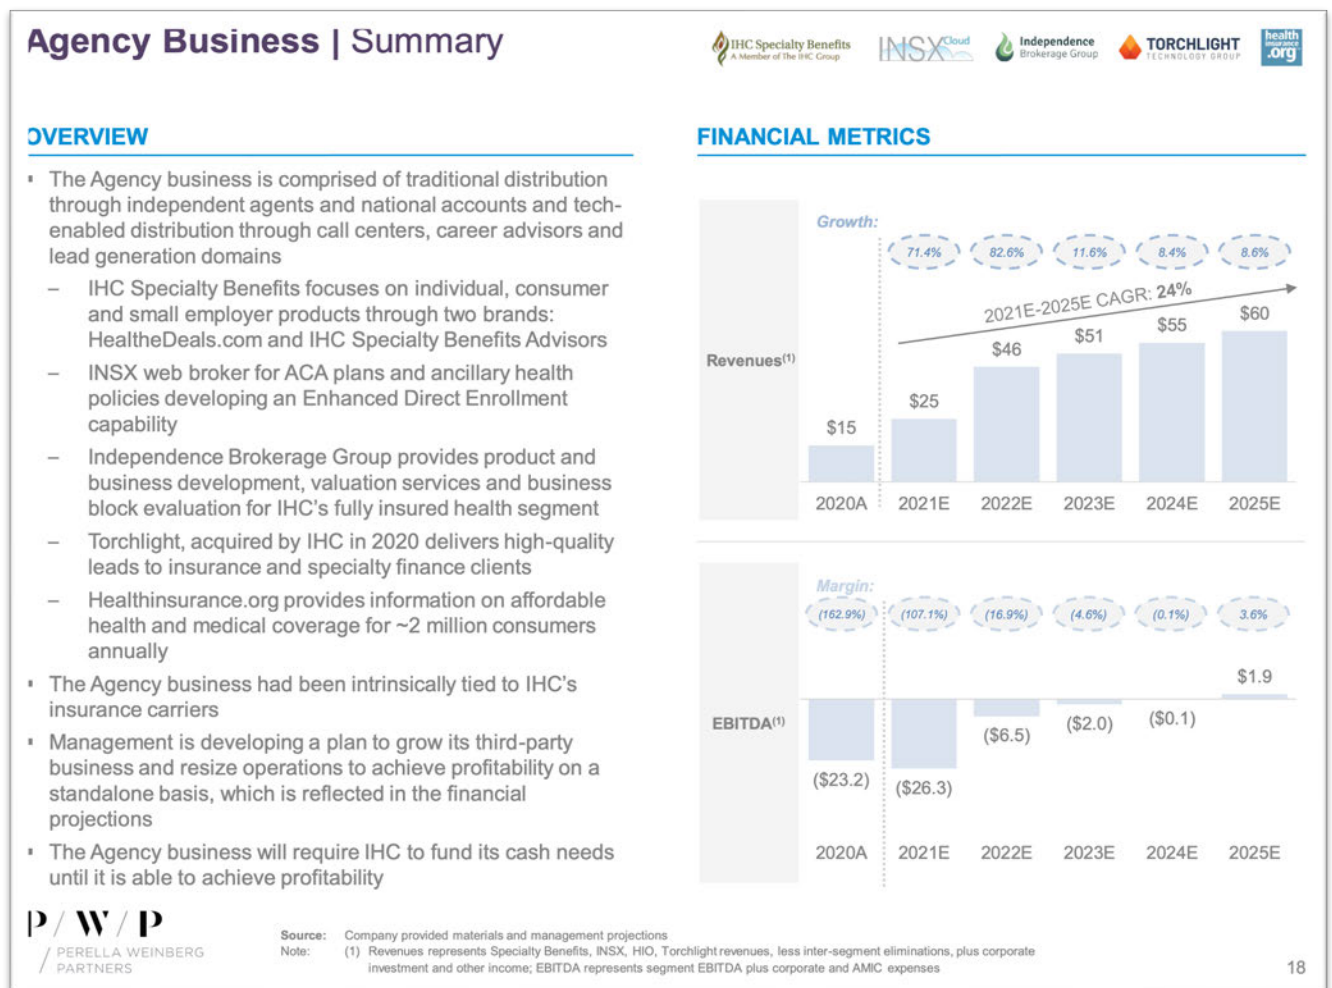 Agency Business | Summary
IHC Specialty Benefits
A Member of The IHC Group
INSX Cloud
Independence
Brokerage Group
TORCHLIGHT
TECHNOLOGY GROUP
health
insurance
.org
OVERVIEW
▪ The Agency business is comprised of traditional distribution
through independent agents and national accounts and tech-
enabled distribution through call centers, career advisors and
lead generation domains
– IHC Specialty Benefits focuses on individual, consumer
and small employer products through two brands:
HealtheDeals.com and IHC Specialty Benefits Advisors
– INSX web broker for ACA plans and ancillary health
policies developing an Enhanced Direct Enrollment
capability
– Independence Brokerage Group provides product and
business development, valuation services and business
block evaluation for IHC's fully insured health segment
– Torchlight, acquired by IHC in 2020 delivers high-quality
leads to insurance and specialty finance clients
– Healthinsurance.org provides information on affordable
health and medical coverage for ~2 million consumers
annually
▪ The Agency business had been intrinsically tied to IHC's
insurance carriers
▪ Management is developing a plan to grow its third-party
business and resize operations to achieve profitability on a
standalone basis, which is reflected in the financial
projections
▪ The Agency business will require IHC to fund its cash needs
until it is able to achieve profitability
FINANCIAL METRICS
Growth:
71.4% 82.6% 11.6% 8.4% 8.6%
2021E-2025E CAGR: 24%
Revenues(1)
$15 $25 $46 $51 $55 $60
2020A 2021E 2022E 2023E 2024E 2025E
Margin:
(162.9%) (107.1%) (16.9%) (4.6%) (0.1%) 3.6%
EBITDA(1)
($23.2) ($26.3) ($6.5) ($2.0) ($0.1) $1.9
2020A 2021E 2022E 2023E 2024E 2025E
P / W / P
/ PERELLA WEINBERG
PARTNERS
Source: Company provided materials and management projections
Note: (1) Revenues represents Specialty Benefits, INSX, HIO, Torchlight revenues, less inter-segment eliminations, plus corporate
investment and other income; EBITDA represents segment EBITDA plus corporate and AMIC expenses
18